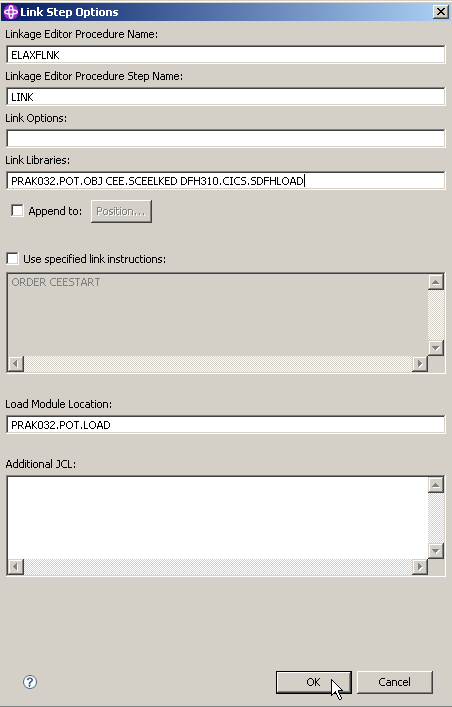 Link Step Options
Linkage Editor Procedure Name:
ELAXFLNK
Linkage Editor Procedure Step Name:
LINK
Link Options:
Link Libraries:
PRAK032.POT.OBJ CEE.SCEELKED DFH310.CICS.SDFHLOAD
Append to: Position...
Use specified link instructions:
ORDER CEESTART
Load Module Location:
PRAK032.POT.LOAD
Additional JCL:
? OK Cancel